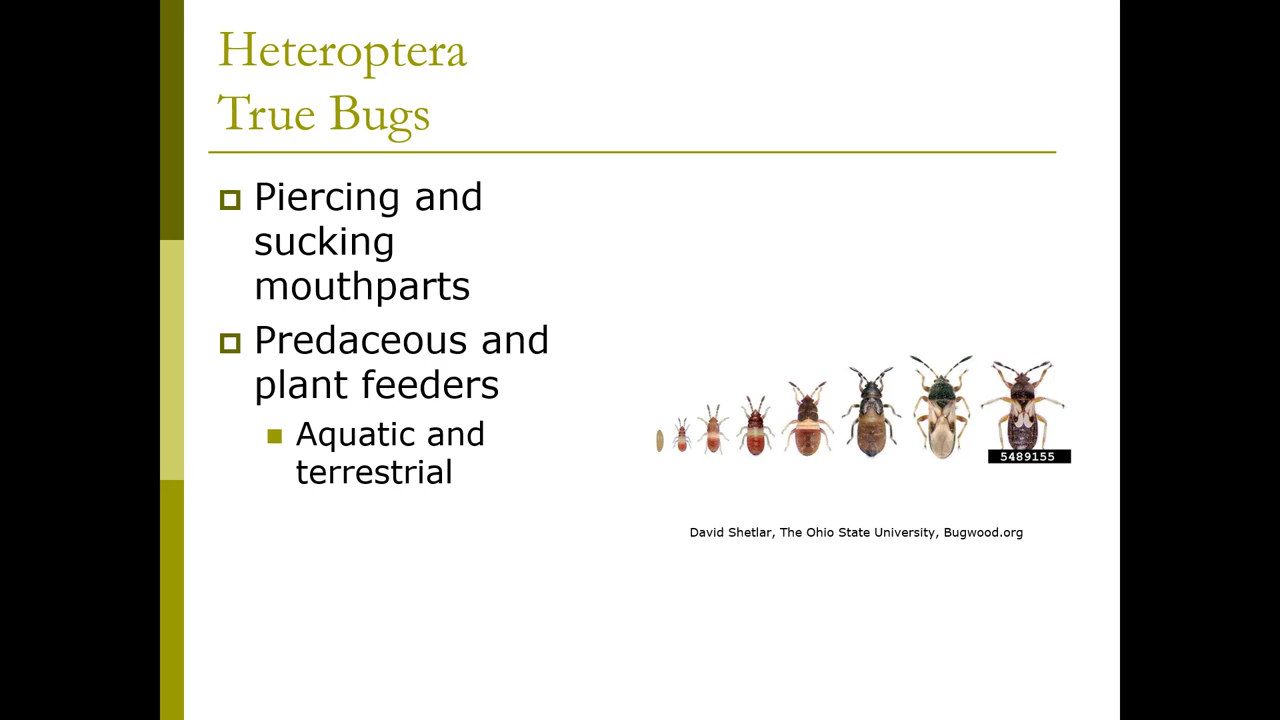 Heteroptera
True Bugs
Piercing and
sucking
mouthparts
Predaceous and
plant feeders
Aquatic and
terrestrial
5489155
David Shetlar, The Ohio State University, Bugwood.org